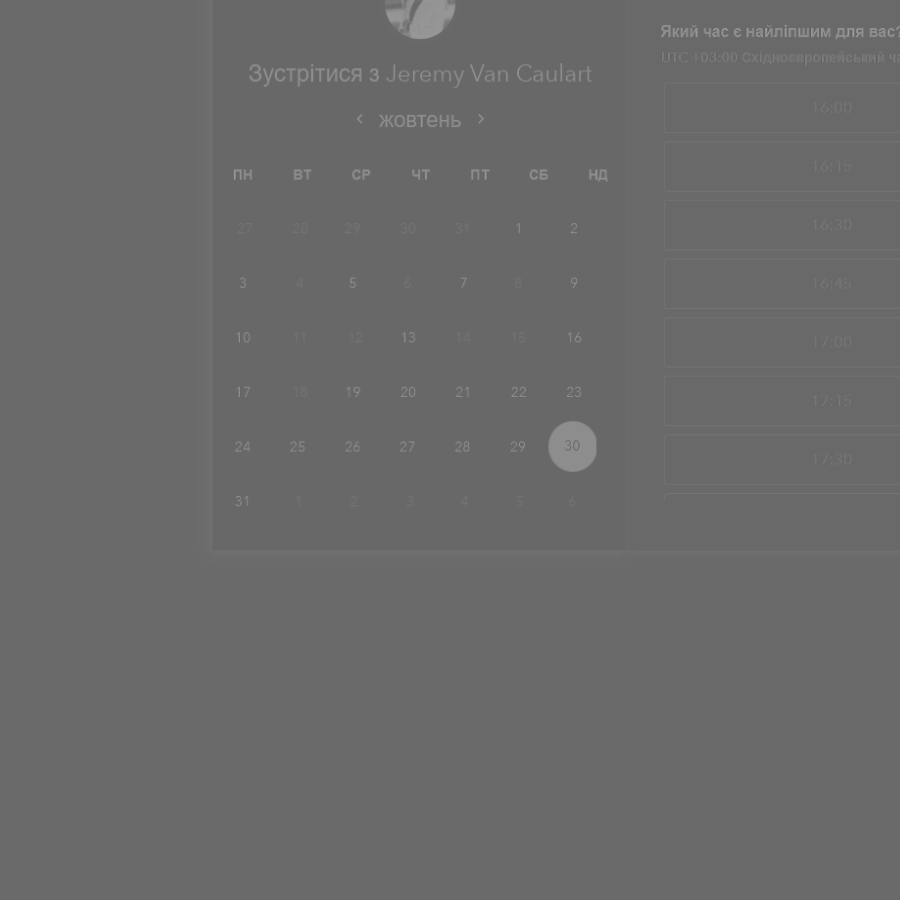 Зустрітися з Jeremy Van Caulart
‹ жовтень ›
ПН ВТ СР ЧТ ПТ СБ НД
27 28 29 30 31 1 2
3 4 5 6 7 8 9
10 11 12 13 14 15 16
17 18 19 20 21 22 23
24 25 26 27 28 29 30
31 1 2 3 4 5 6
Який час є найліпшим для вас?
UTC +03:00 Східноєвропейський
16:00
16:15
16:30
16:45
17:00
17:15
17:30